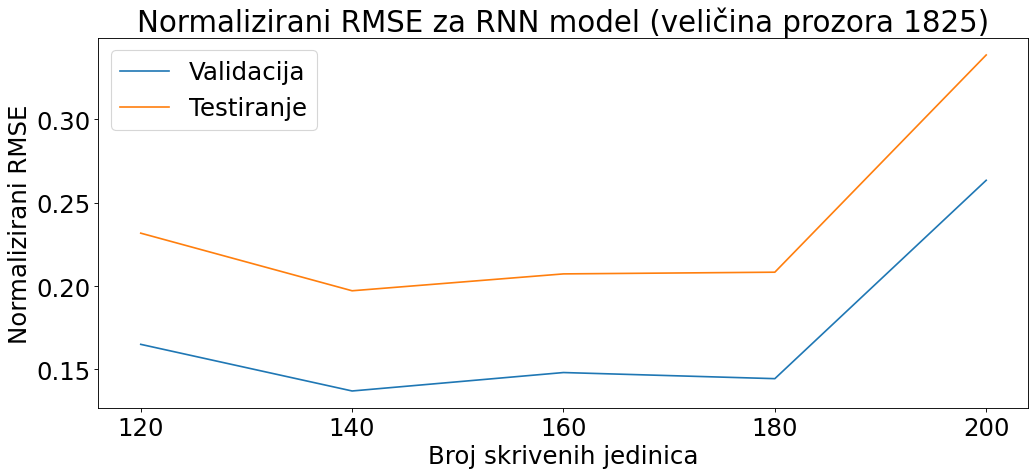 Normalizirani RMSE za RNN model (veličina prozora 1825)
Validacija
Testiranje
Normalizirani RMSE
0.30
0.25
0.20
0.15
120 140 160 180 200
Broj skrivenih jedinica